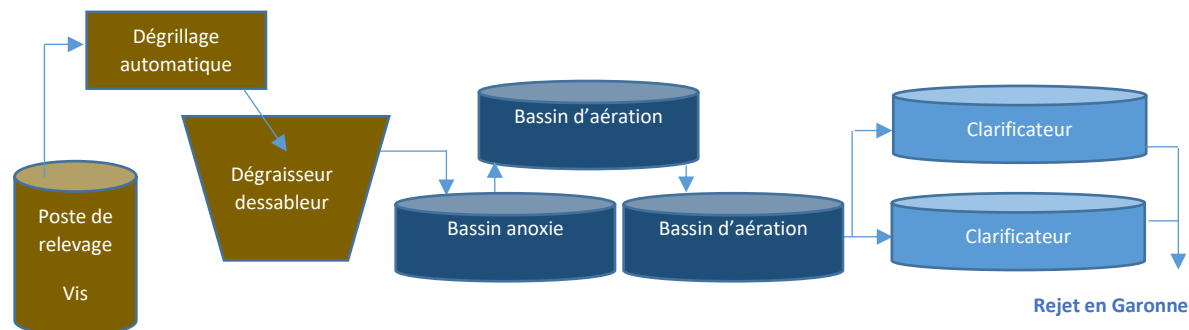 Poste de
relevage
Vis
Dégrillage
automatique
Dégraisseur
dessableur
Bassin anoxie
Bassin d'aération
Bassin d'aération
Clarificateur
Clarificateur
Rejet en Garonne